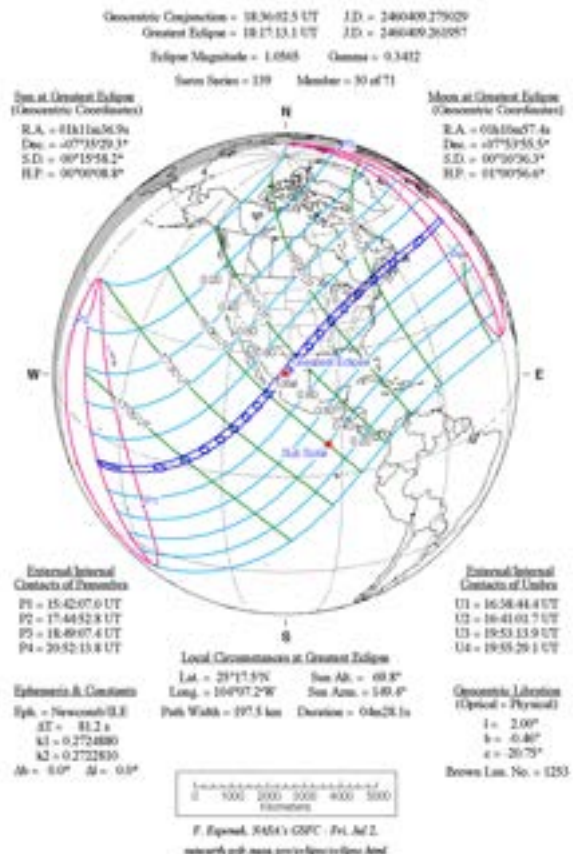 Geocentric Conjunction = 18:36:02.5 UT J.D. = 2460409.275029
Greatest Eclipse = 18:17:13.1 UT J.D. = 2460409.261957
Eclipse Magnitude = 1.0565 Gamma = 0.3432
Saros Series = 139 Member = 30 of 71
Sun at Greatest Eclipse
(Geocentric Coordinates)
R.A. = 01h11m36.9s
Dec. = +07°35'29.3"
S.D. = 00°15'58.2"
H.P. = 00°00'08.8"
Moon at Greatest Eclipse
(Geocentric Coordinates)
R.A. = 01h10m57.4s
Dec. = +07°53'55.5"
S.D. = 00°16'36.3"
H.P. = 01°00'56.6"
N
W
E
S
Greatest Eclipse
Sub Solar
External/Internal
Contacts of Penumbra
P1 = 15:42:07.0 UT
P2 = 17:44:52.8 UT
P3 = 18:49:07.4 UT
P4 = 20:52:13.8 UT
External/Internal
Contacts of Umbra
U1 = 16:38:44.4 UT
U2 = 16:41:01.7 UT
U3 = 19:53:13.9 UT
U4 = 19:55:29.1 UT
Local Circumstances at Greatest Eclipse
Lat. = 25°17.5'N Sun Alt. = 69.8°
Long. = 104°07.2'W Sun Azm. = 149.4°
Path Width = 197.5 km Duration = 04m28.1s
Ephemeris & Constants
Eph. = Newcomb/ILE
ΔT = 81.2 s
k1 = 0.2724880
k2 = 0.2722810
Δb = 0.0" Δl = 0.0"
Geocentric Libration
(Optical + Physical)
l = 2.00°
b = -0.40°
c = -20.75°
Brown Lun. No. = 1253
0 1000 2000 3000 4000 5000
Kilometers
F. Espenak, NASA's GSFC - Fri, Jul 2,
sunearth.gsfc.nasa.gov/eclipse/eclipse.html